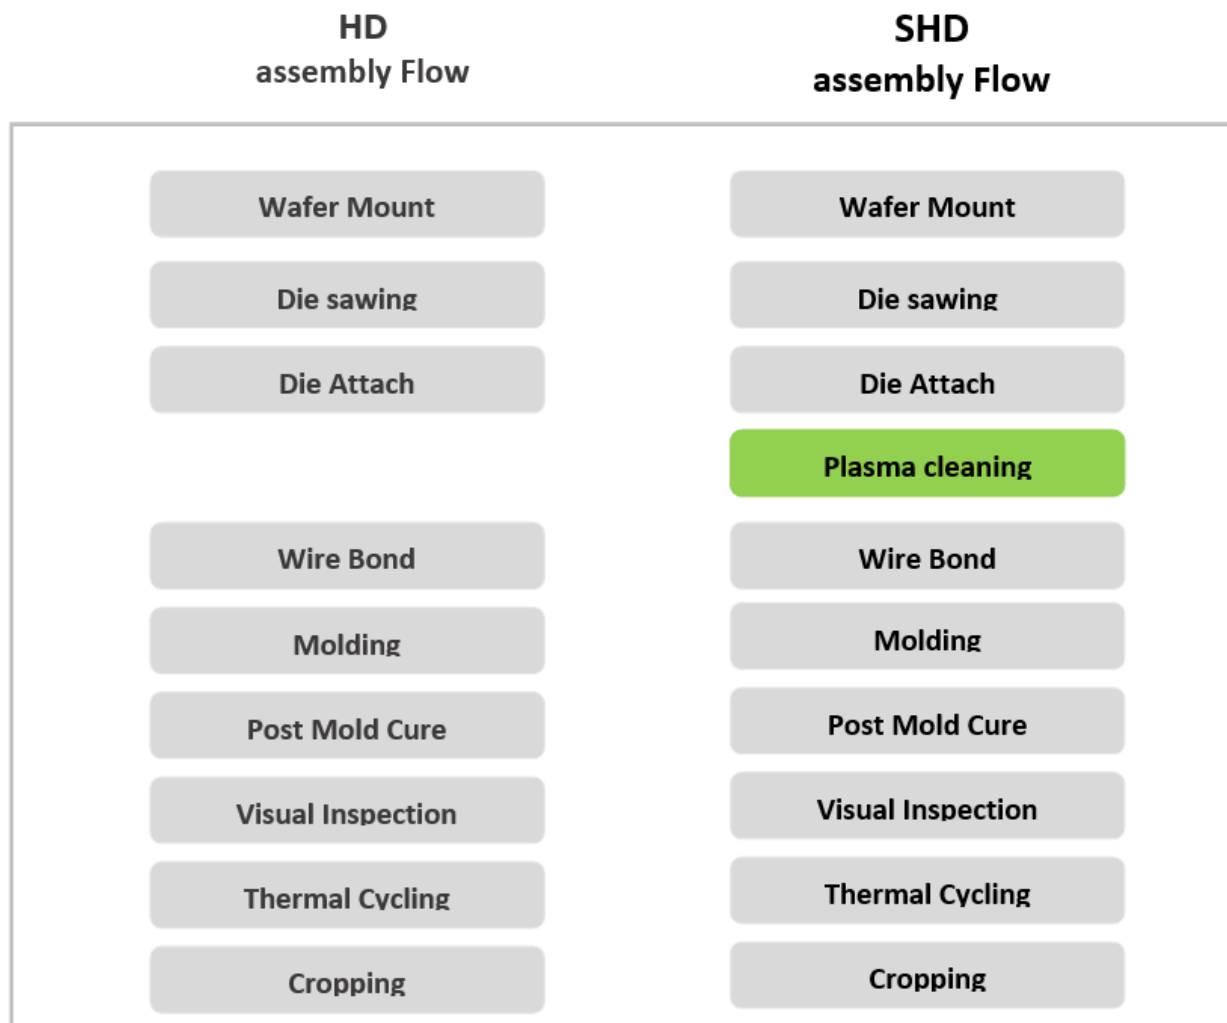 HD
assembly Flow
SHD
assembly Flow
Wafer Mount
Wafer Mount
Die sawing
Die sawing
Die Attach
Die Attach
Plasma cleaning
Wire Bond
Wire Bond
Molding
Molding
Post Mold Cure
Post Mold Cure
Visual Inspection
Visual Inspection
Thermal Cycling
Thermal Cycling
Cropping
Cropping